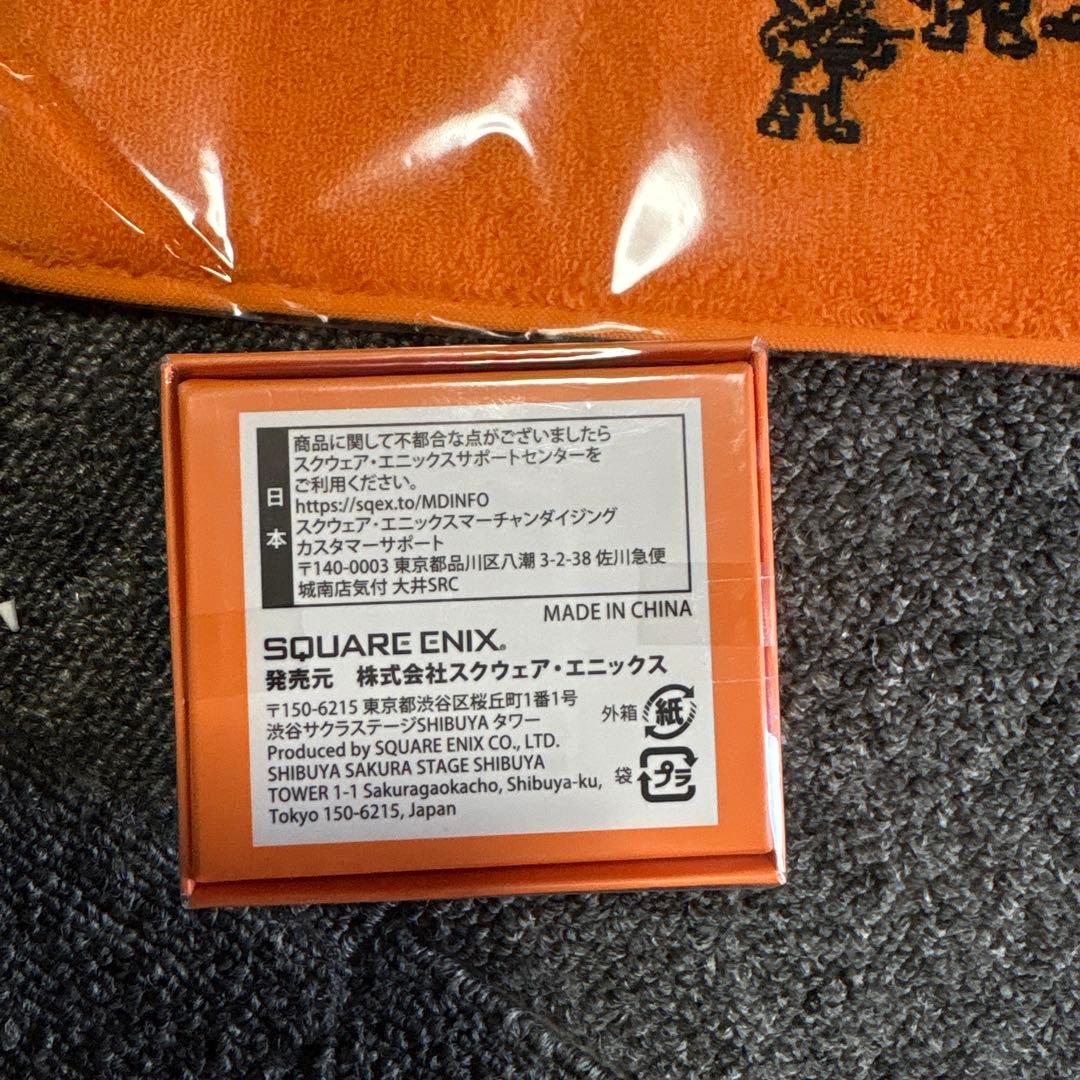 日本
商品に関して不都合な点がございましたら
スクウェア・エニックスサポートセンターを
ご利用ください。
https://sqex.to/MDINFO
スクウェア・エニックスマーチャンダイジング
カスタマーサポート
〒140-0003 東京都品川区八潮 3-2-38 佐川急便
城南店気付 大井SRC
MADE IN CHINA
SQUARE ENIX®
発売元 株式会社スクウェア・エニックス
〒150-6215 東京都渋谷区桜丘町1番1号
渋谷サクラステージSHIBUYA タワー
Produced by SQUARE ENIX CO., LTD.
SHIBUYA SAKURA STAGE SHIBUYA
TOWER 1-1 Sakuragaokacho, Shibuya-ku,
Tokyo 150-6215, Japan
外箱 紙
袋 プラ